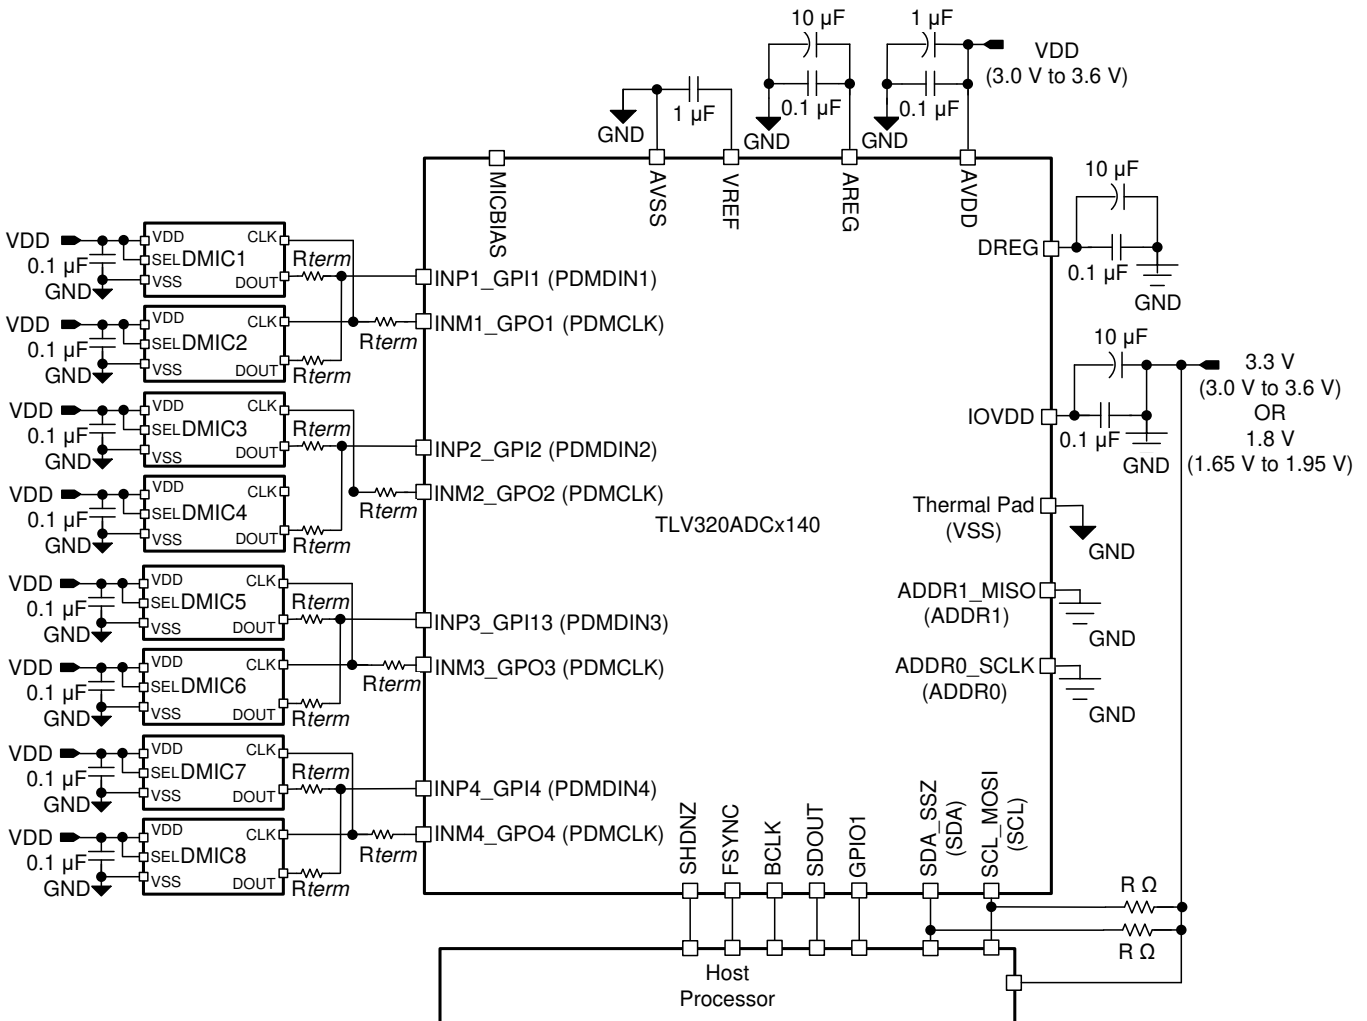 10 µF
1 µF
VDD
(3.0 V to 3.6 V)
1 µF
0.1 µF
0.1 µF
GND
GND
GND
MICBIAS
AVSS
VREF
AREG
AVDD
10 µF
DREG
0.1 µF
GND
VDD
0.1 µF
GND
VDD
SEL
VSS
DMIC1
CLK
DOUT
Rterm
INP1_GPI1 (PDMDIN1)
VDD
0.1 µF
GND
VDD
SEL
VSS
DMIC2
CLK
DOUT
Rterm
Rterm
INM1_GPO1 (PDMCLK)
VDD
0.1 µF
GND
VDD
SEL
VSS
DMIC3
CLK
DOUT
Rterm
INP2_GPI2 (PDMDIN2)
VDD
0.1 µF
GND
VDD
SEL
VSS
DMIC4
CLK
DOUT
Rterm
Rterm
INM2_GPO2 (PDMCLK)
TLV320ADCx140
10 µF
IOVDD
0.1 µF
GND
3.3 V
(3.0 V to 3.6 V)
OR
1.8 V
(1.65 V to 1.95 V)
Thermal Pad
(VSS)
GND
ADDR1_MISO
(ADDR1)
GND
ADDR0_SCLK
(ADDR0)
GND
VDD
0.1 µF
GND
VDD
SEL
VSS
DMIC5
CLK
DOUT
Rterm
INP3_GPI13 (PDMDIN3)
VDD
0.1 µF
GND
VDD
SEL
VSS
DMIC6
CLK
DOUT
Rterm
Rterm
INM3_GPO3 (PDMCLK)
VDD
0.1 µF
GND
VDD
SEL
VSS
DMIC7
CLK
DOUT
Rterm
INP4_GPI4 (PDMDIN4)
VDD
0.1 µF
GND
VDD
SEL
VSS
DMIC8
CLK
DOUT
Rterm
Rterm
INM4_GPO4 (PDMCLK)
SHDNZ
FSYNC
BCLK
SDOUT
GPIO1
SDA_SSZ
(SDA)
SCL_MOSI
(SCL)
R Ω
R Ω
Host
Processor